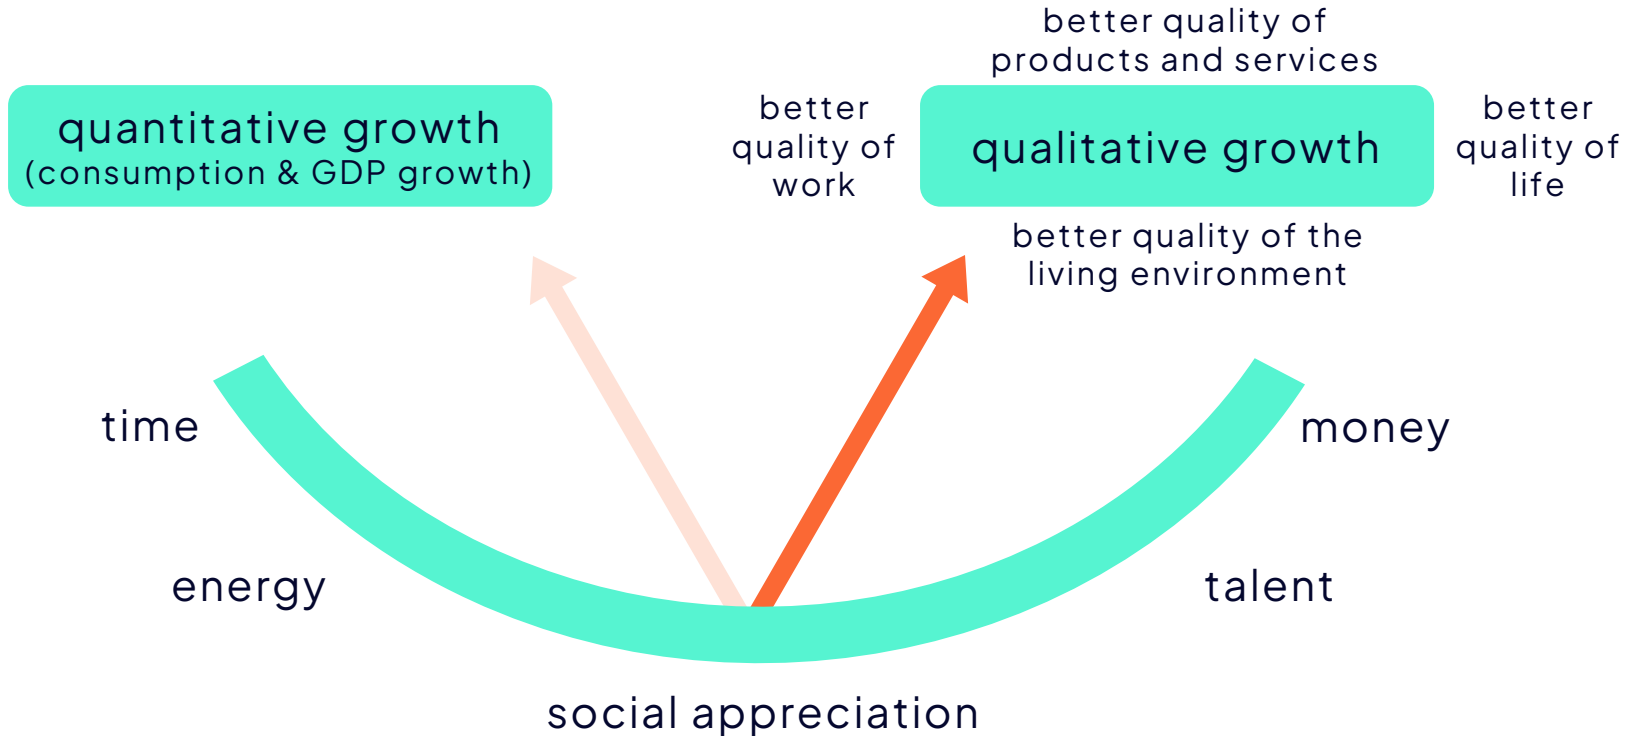 better quality of
products and services
quantitative growth
(consumption & GDP growth)
better
quality of
work
qualitative growth
better
quality of
life
better quality of the
living environment
time
money
energy
talent
social appreciation